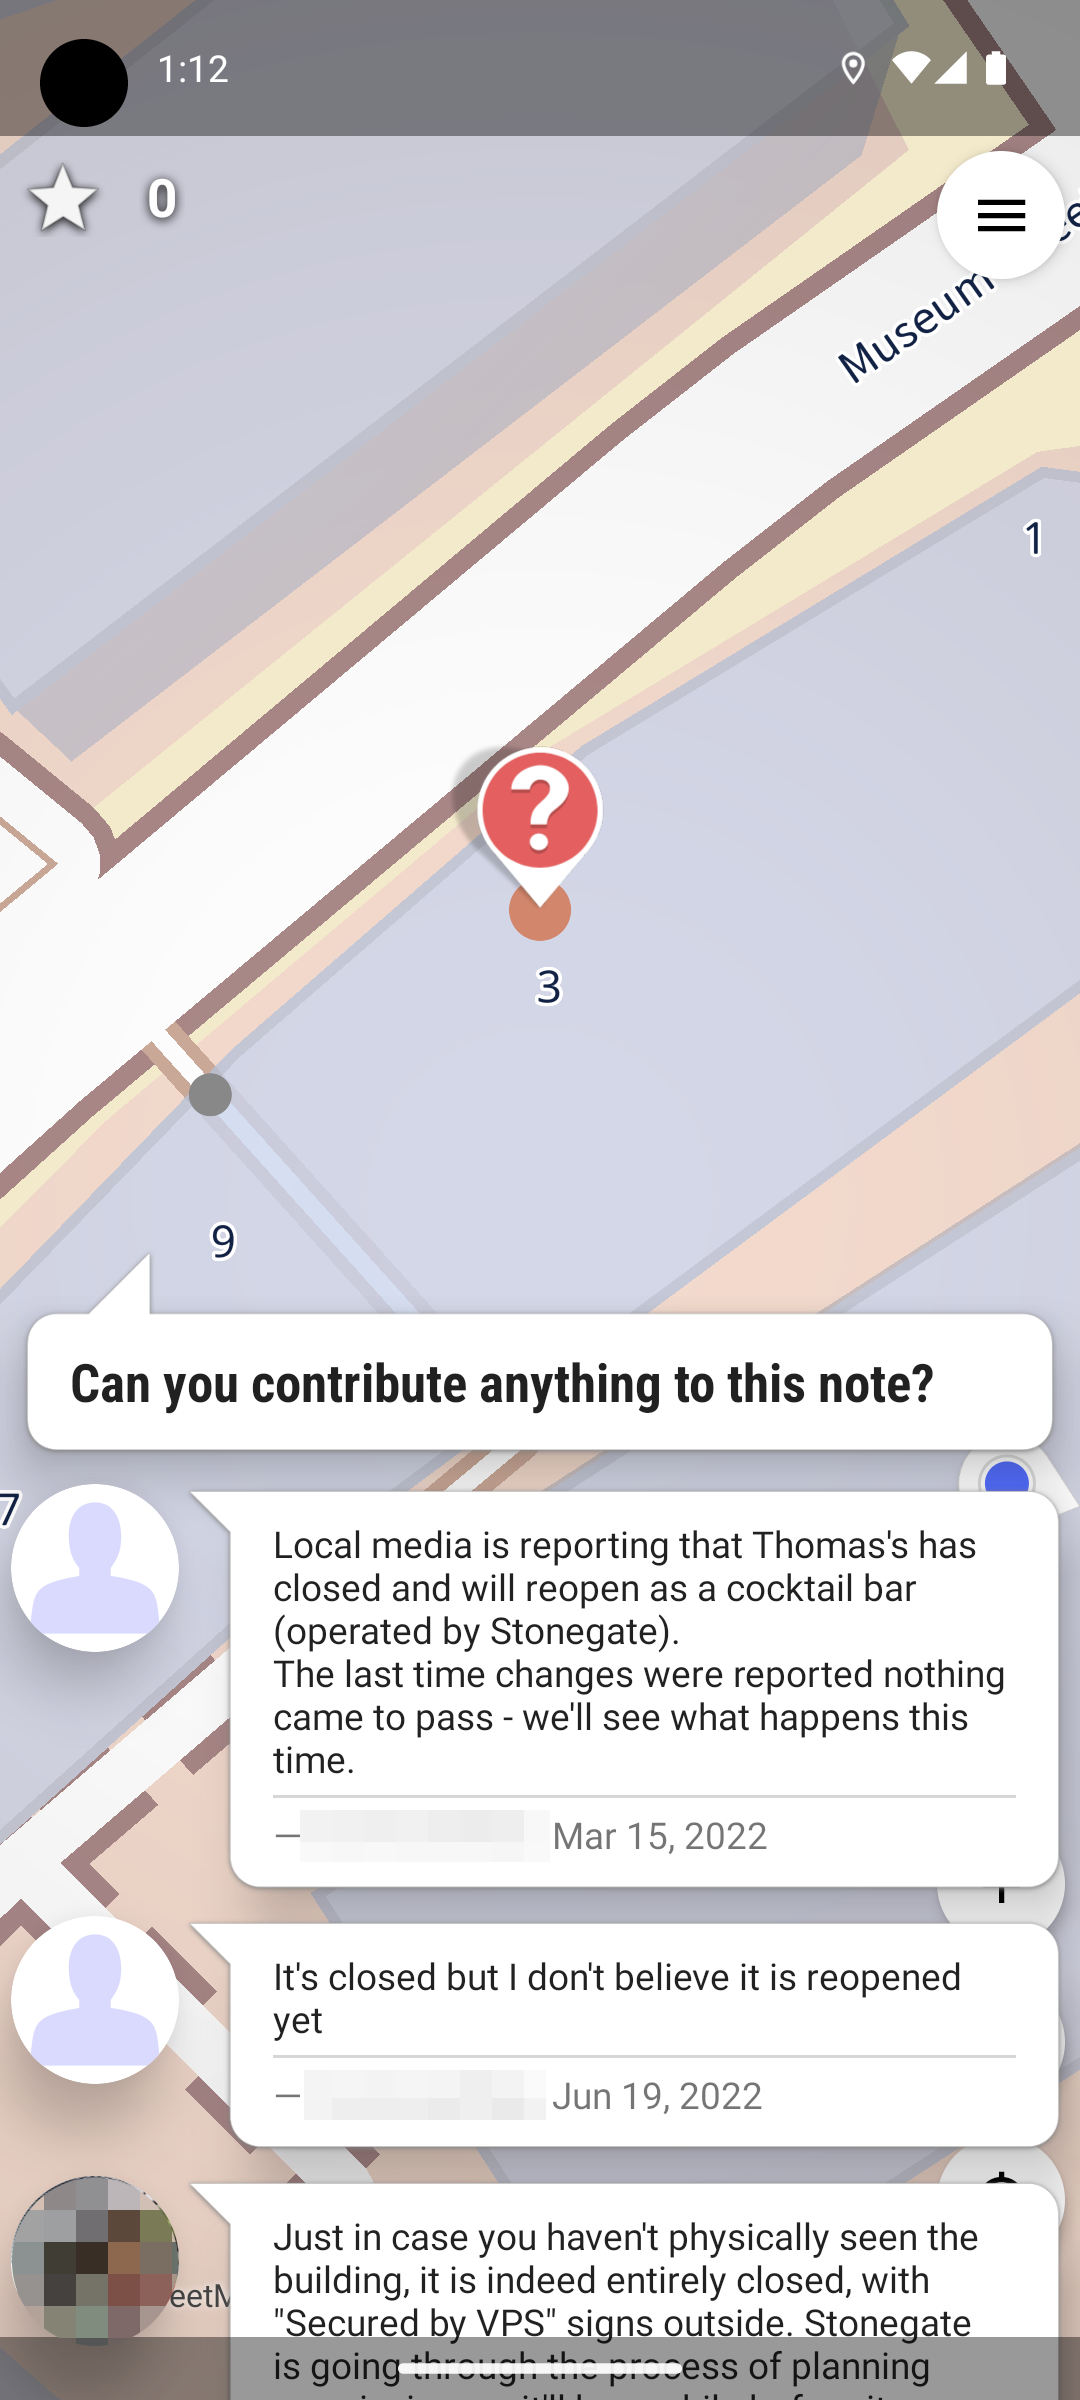 1:12
0
Museum
1
3
9
Can you contribute anything to this note?
7
Local media is reporting that Thomas's has
closed and will reopen as a cocktail bar
(operated by Stonegate).
The last time changes were reported nothing
came to pass - we'll see what happens this
time.
— Mar 15, 2022
It's closed but I don't believe it is reopened
yet
— Jun 19, 2022
Just in case you haven't physically seen the
building, it is indeed entirely closed, with
"Secured by VPS" signs outside. Stonegate
is going through the process of planning